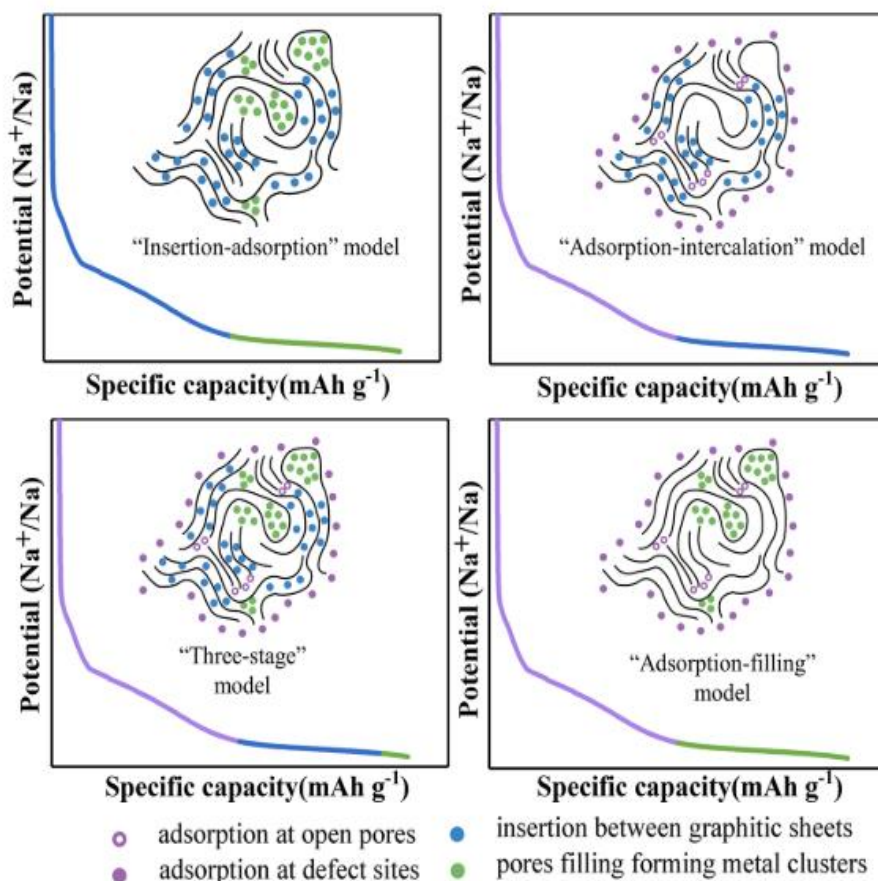 Potential (Na⁺/Na)
“Insertion-adsorption” model
Specific capacity(mAh g⁻¹)
Potential (Na⁺/Na)
“Adsorption-intercalation” model
Specific capacity(mAh g⁻¹)
Potential (Na⁺/Na)
“Three-stage”
model
Specific capacity(mAh g⁻¹)
Potential (Na⁺/Na)
“Adsorption-filling”
model
Specific capacity(mAh g⁻¹)
adsorption at open pores
adsorption at defect sites
insertion between graphitic sheets
pores filling forming metal clusters